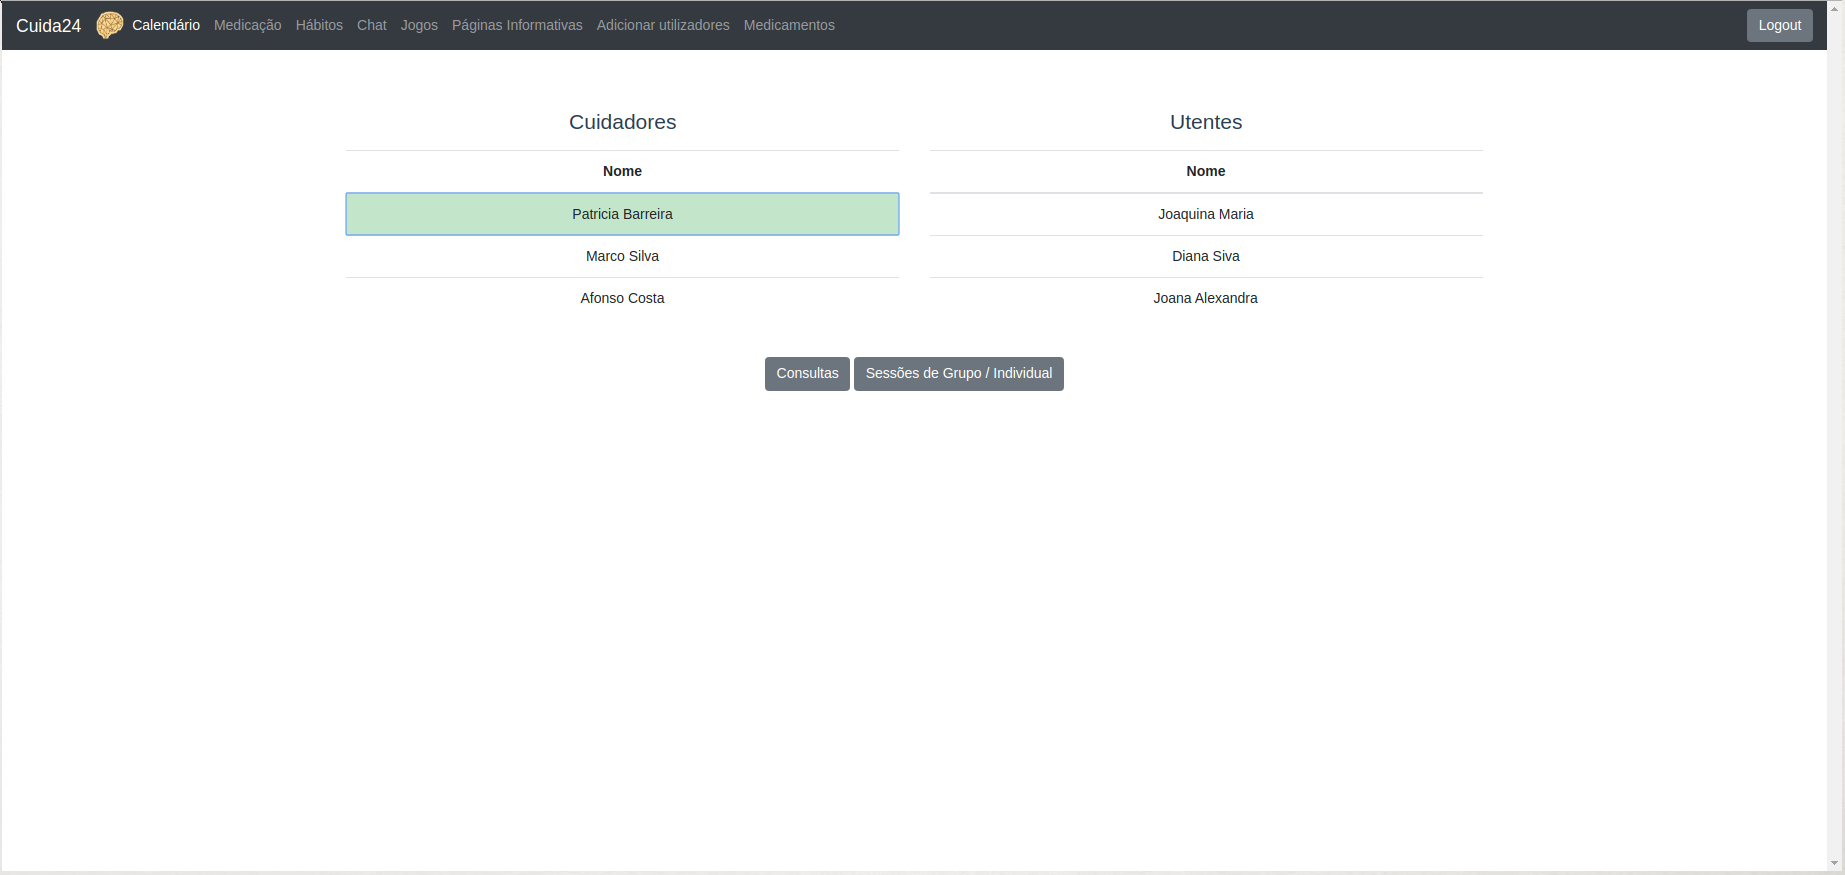 Cuida24 Calendário Medicação Hábitos Chat Jogos Páginas Informativas Adicionar utilizadores Medicamentos Logout
Cuidadores
Nome
Patricia Barreira
Marco Silva
Afonso Costa
Utentes
Nome
Joaquina Maria
Diana Siva
Joana Alexandra
Consultas Sessões de Grupo / Individual